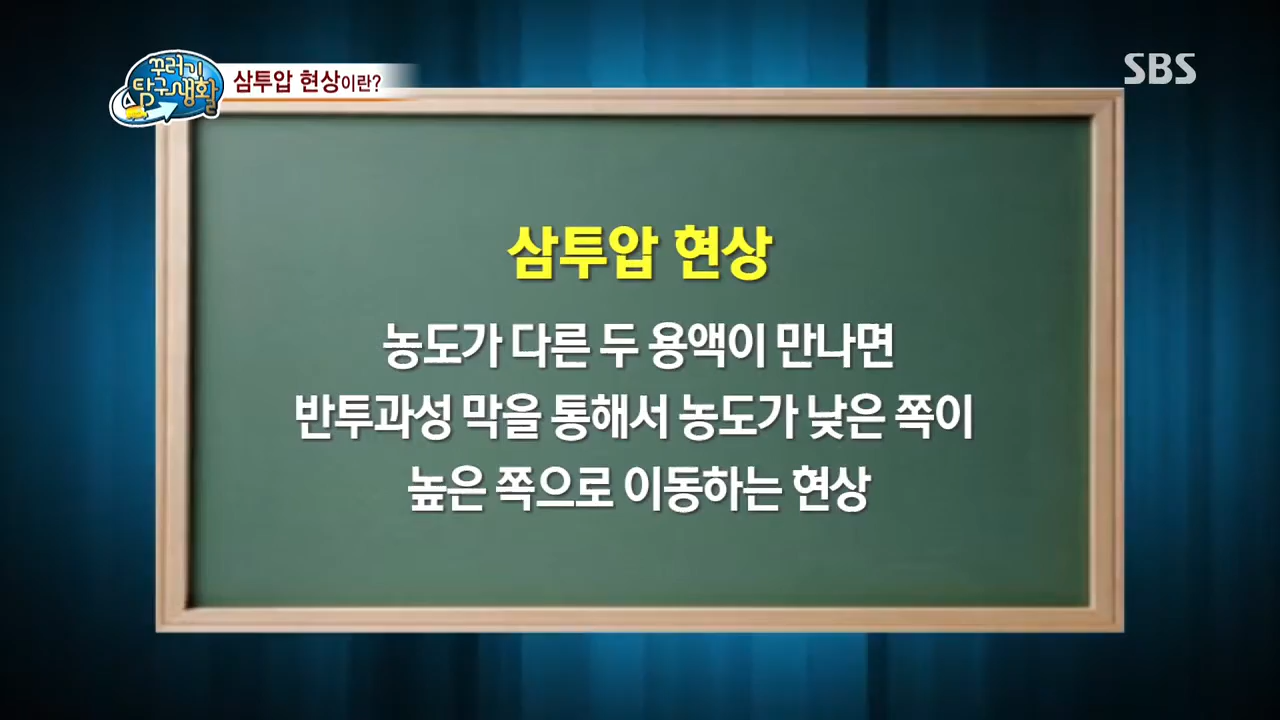 꾸러기
탐구생활
삼투압 현상이란?
SBS
삼투압 현상
농도가 다른 두 용액이 만나면
반투과성 막을 통해서 농도가 낮은 쪽이
높은 쪽으로 이동하는 현상